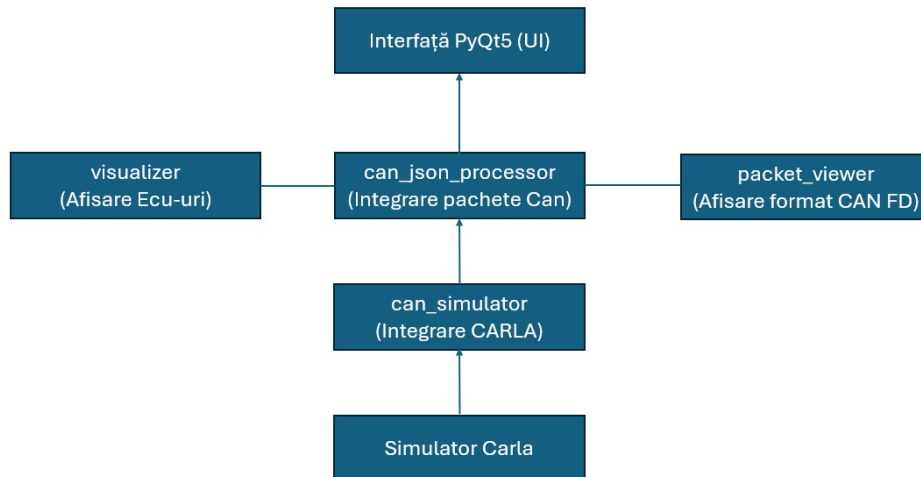 Interfață PyQt5 (UI)
visualizer
(Afisare Ecu-uri)
can_json_processor
(Integrare pachete Can)
packet_viewer
(Afisare format CAN FD)
can_simulator
(Integrare CARLA)
Simulator Carla